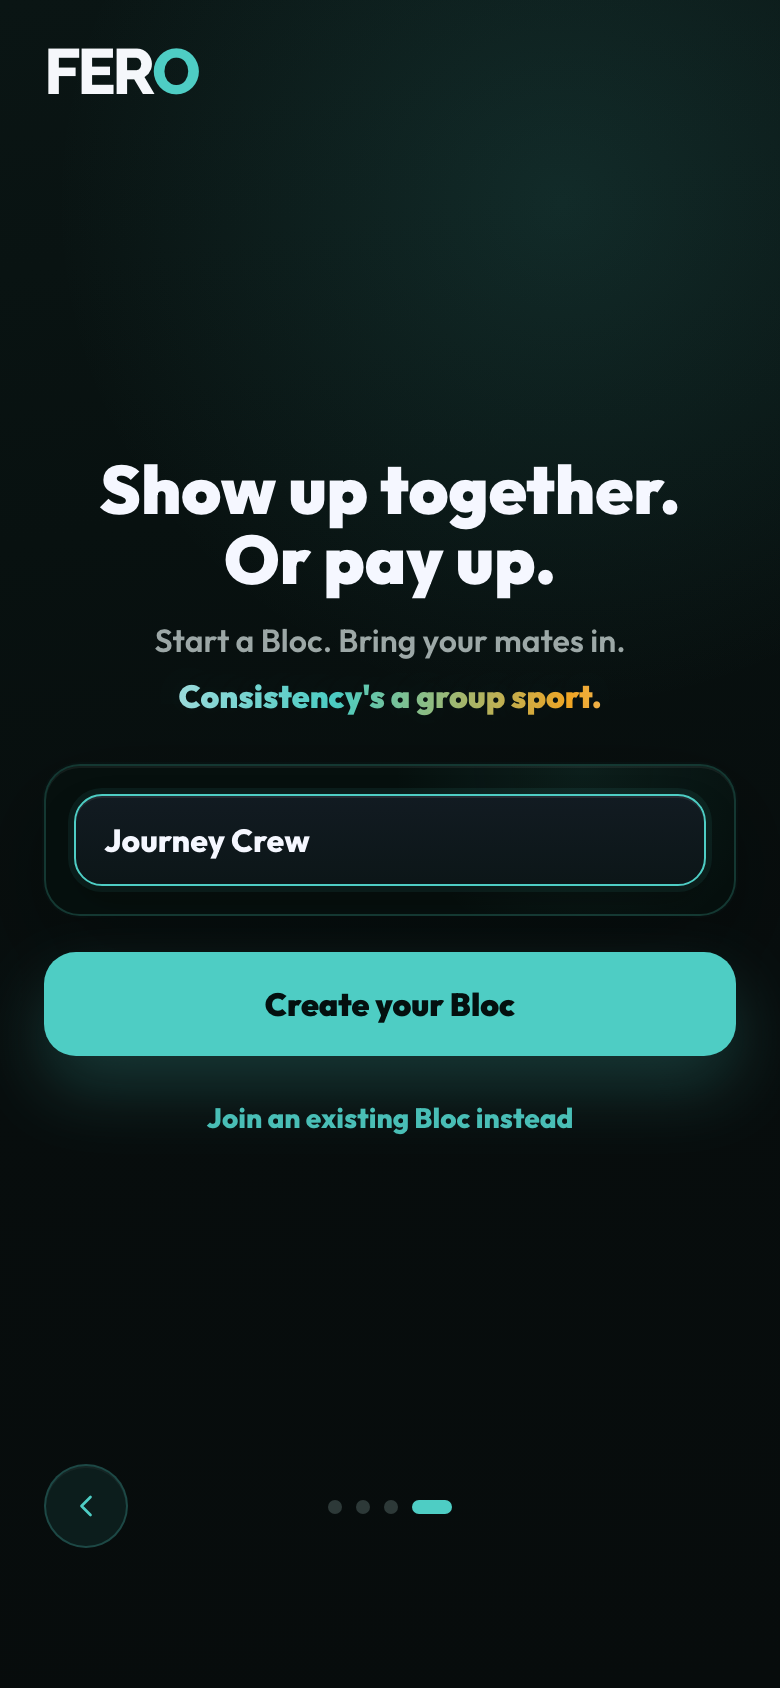 FERO
Show up together.
Or pay up.
Start a Bloc. Bring your mates in.
Consistency's a group sport.
Journey Crew
Create your Bloc
Join an existing Bloc instead